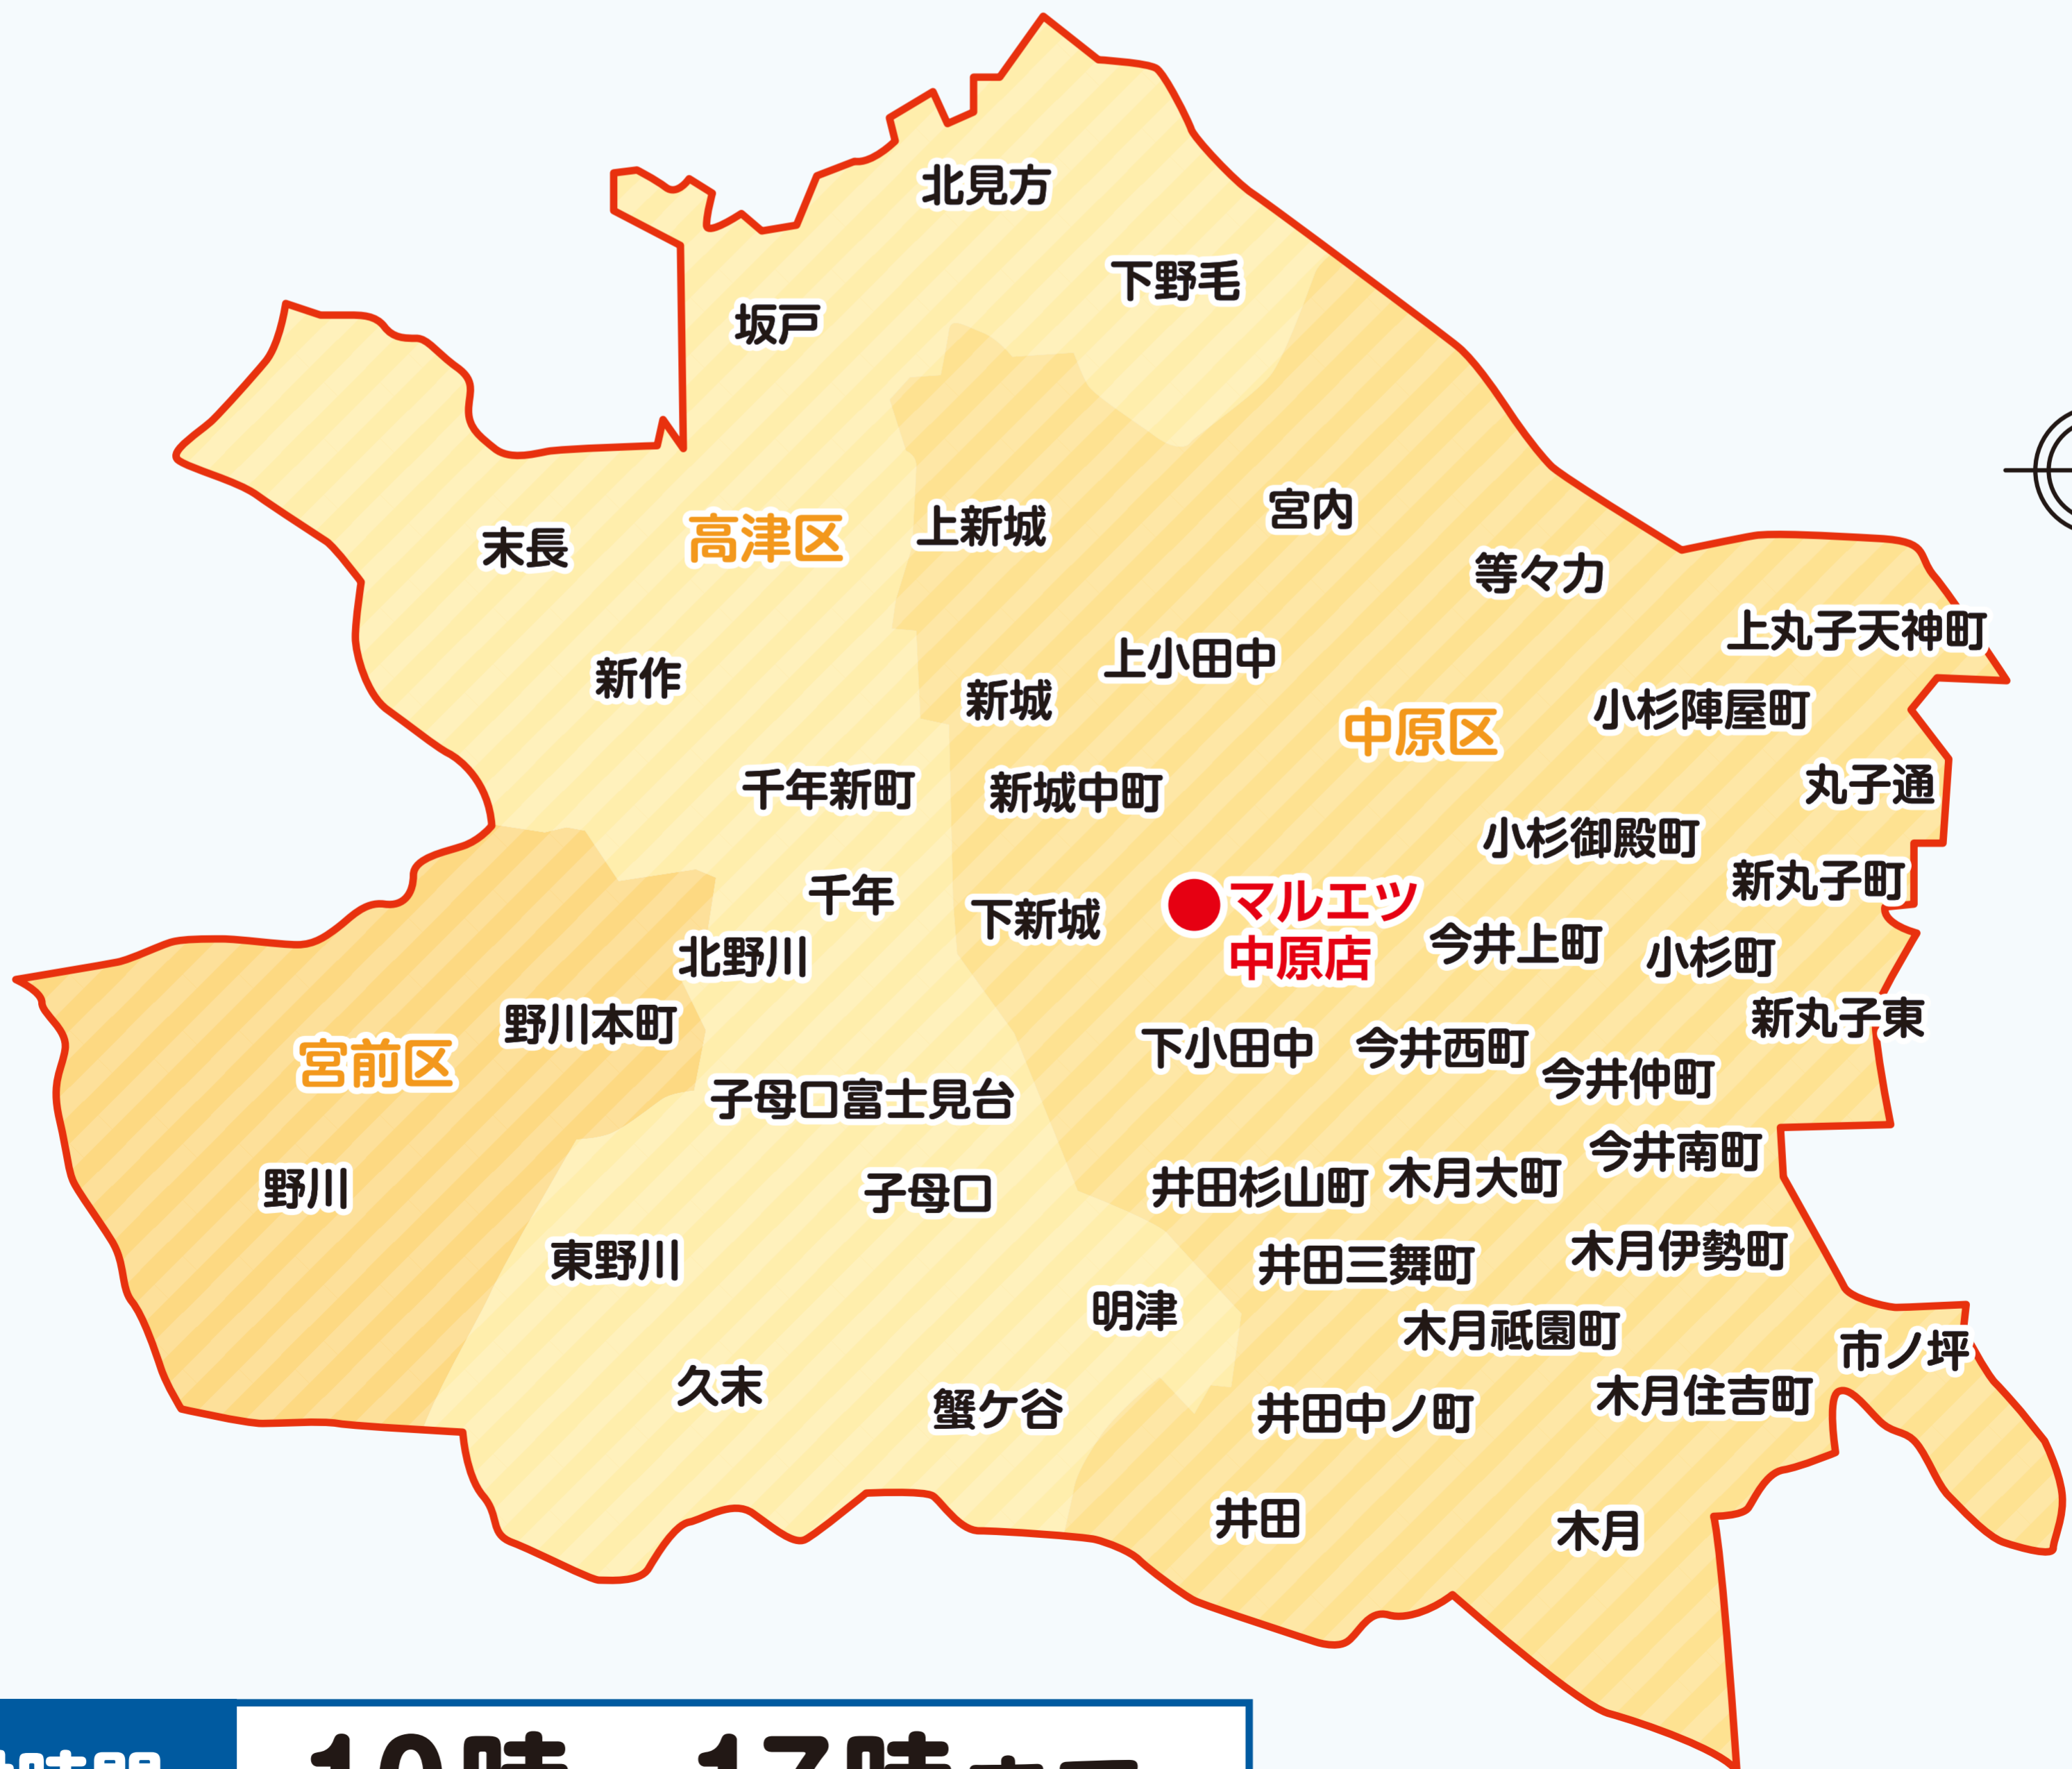 北見方
下野毛
坂戸
宮内
末長
高津区
上新城
等々力
上丸子天神町
上小田中
新作
新城
小杉陣屋町
中原区
丸子通
千年新町
新城中町
小杉御殿町
新丸子町
千年
下新城
マルエツ
中原店
今井上町
小杉町
北野川
新丸子東
野川本町
下小田中
今井西町
宮前区
今井仲町
子母口富士見台
今井南町
野川
子母口
井田杉山町
木月大町
東野川
井田三舞町
木月伊勢町
明津
木月祗園町
市ノ坪
久末
蟹ケ谷
井田中ノ町
木月住吉町
井田
木月